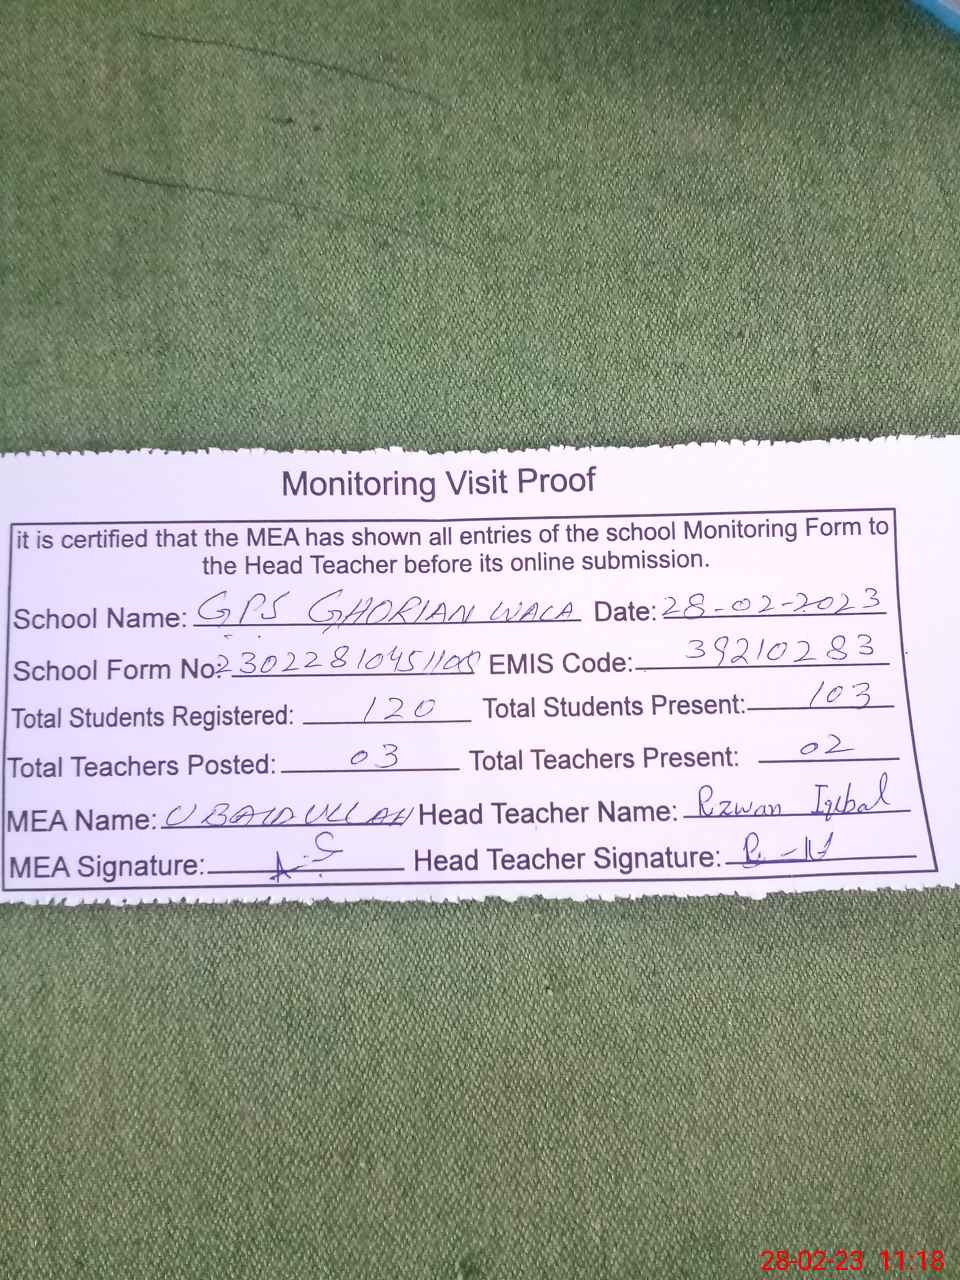 Monitoring Visit Proof
it is certified that the MEA has shown all entries of the school Monitoring Form to
the Head Teacher before its online submission.
School Name: GPS GHORIAN WALA Date: 28-02-2023
School Form No: EMIS Code: 39210283
Total Students Registered: 120 Total Students Present: 103
Total Teachers Posted: 03 Total Teachers Present: 02
MEA Name: UBAIDULLAH Head Teacher Name: Rzwan Iqbal
MEA Signature: Head Teacher Signature:
28-02-23 11:18